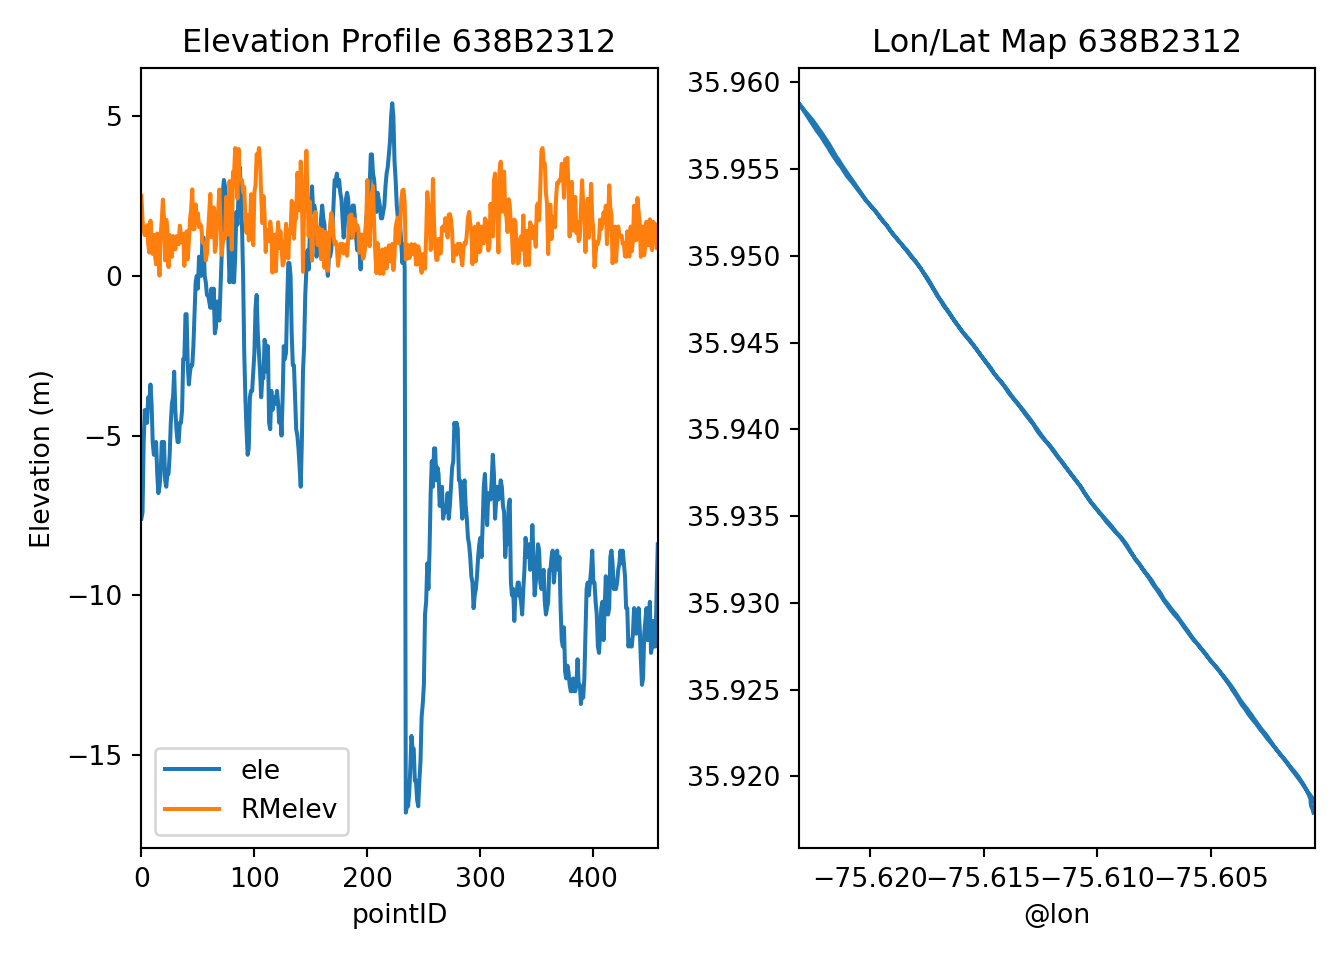 Elevation Profile 638B2312
Elevation (m)
5
0
−5
−10
−15
ele
RMelev
0 100 200 300 400
pointID
Lon/Lat Map 638B2312
35.960
35.955
35.950
35.945
35.940
35.935
35.930
35.925
35.920
−75.620 −75.615 −75.610 −75.605
@lon